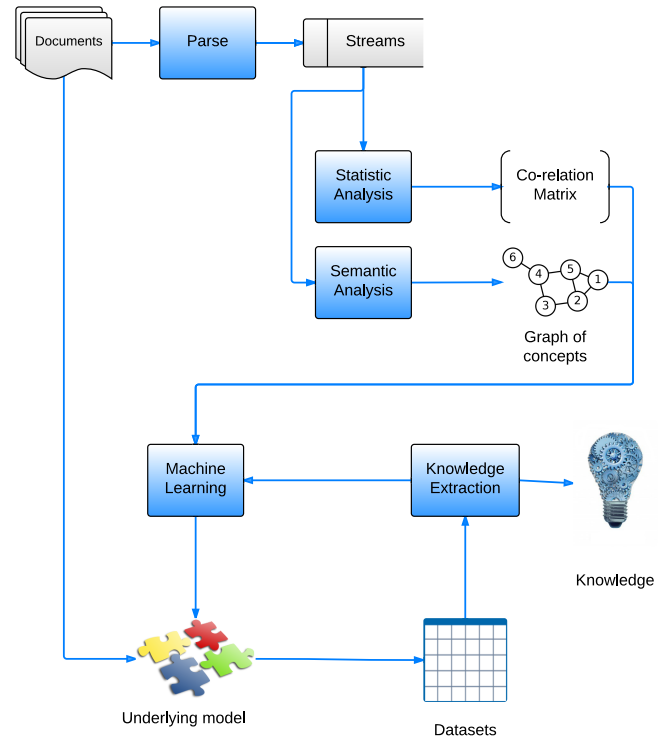 Documents
Parse
Streams
Statistic
Analysis
Co-relation
Matrix
Semantic
Analysis
6
4
5
1
3
2
Graph of
concepts
Machine
Learning
Knowledge
Extraction
Knowledge
Underlying model
Datasets